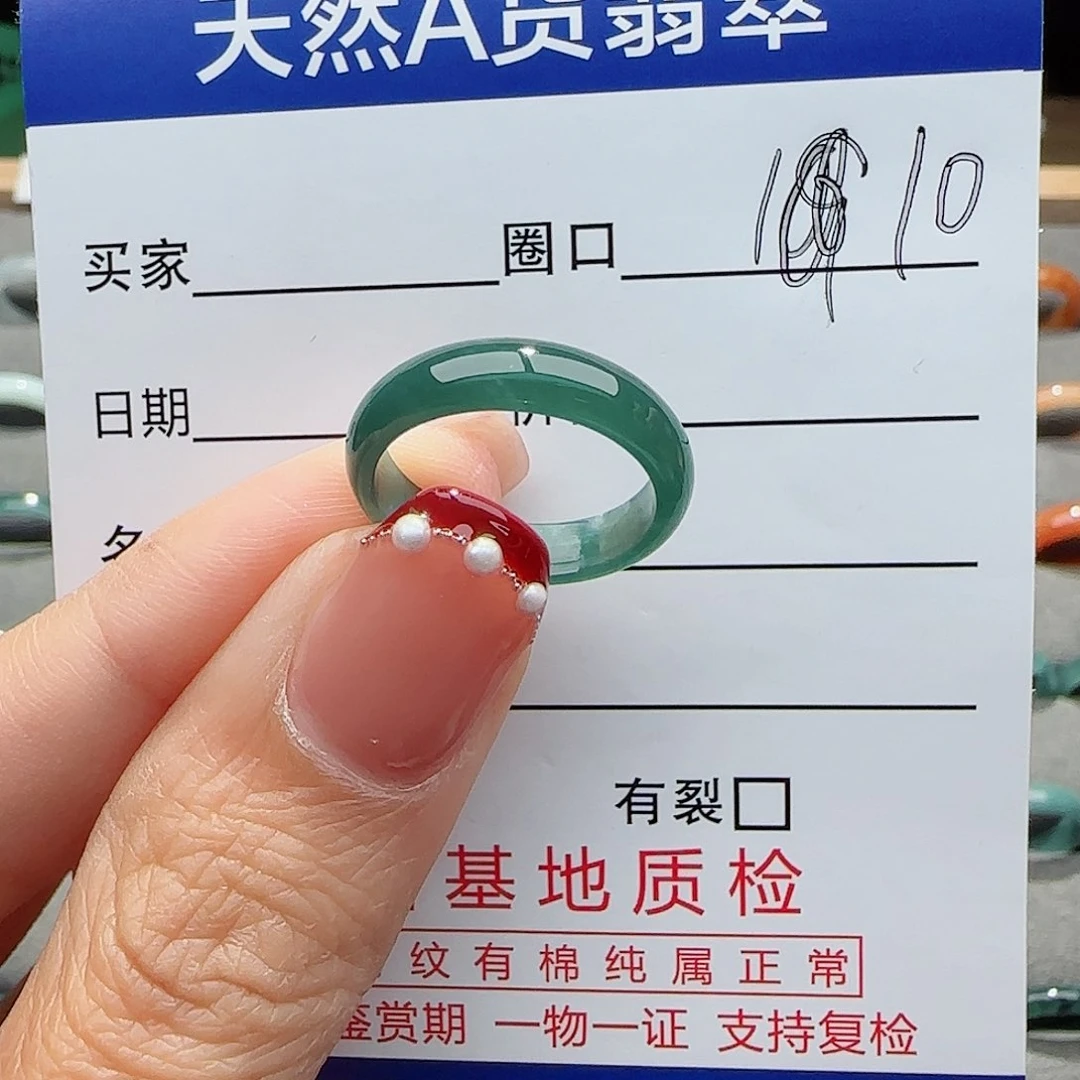 天然A货翡翠
买家 圈口 10
日期
有裂□
基地质检
纹有棉纯属正常
鉴赏期 一物一证 支持复检